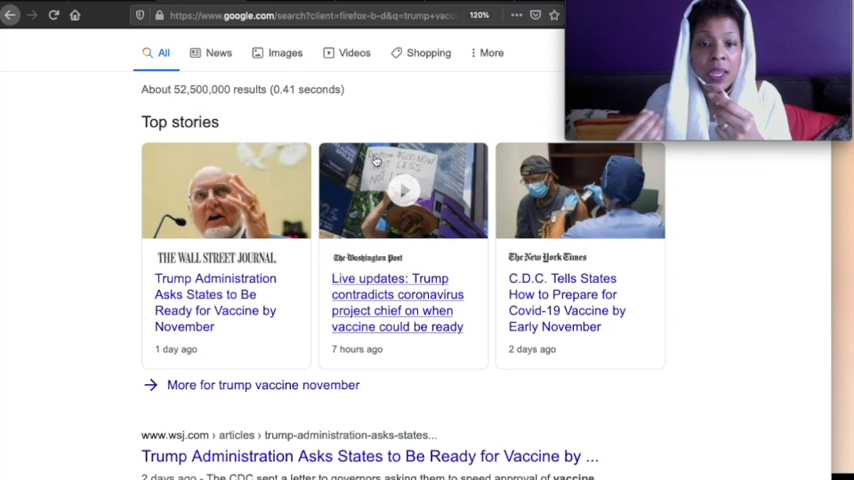 https://www.google.com/search?client=firefox-b-d&q=trump+vacc
120%
All
News
Images
Videos
Shopping
More
About 52,500,000 results (0.41 seconds)
Top stories
NOT LESS
THE WALL STREET JOURNAL.
Trump Administration
Asks States to Be
Ready for Vaccine by
November
1 day ago
The Washington Post
Live updates: Trump
contradicts coronavirus
project chief on when
vaccine could be ready
7 hours ago
The New York Times
C.D.C. Tells States
How to Prepare for
Covid-19 Vaccine by
Early November
2 days ago
More for trump vaccine november
www.wsj.com › articles › trump-administration-asks-states...
Trump Administration Asks States to Be Ready for Vaccine by ...
2 days ago - The CDC sent a letter to governors asking them to speed approval of vaccine